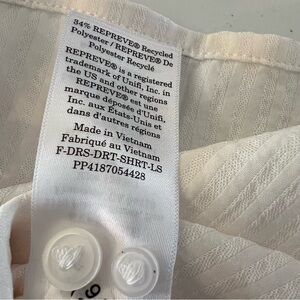 34% REPREVE® Recycled
Polyester / REPREVE® De
Polyester Recyclé
REPREVE® is a registered
trademark of Unifi, Inc. in
the US and other regions
REPREVE® est une
marque déposée d'Unifi,
Inc. aux États-Unis et
dans d'autres régions
Made in Vietnam
Fabriqué au Vietnam
F-DRS-DRT-SHRT-LS
PP4187054428